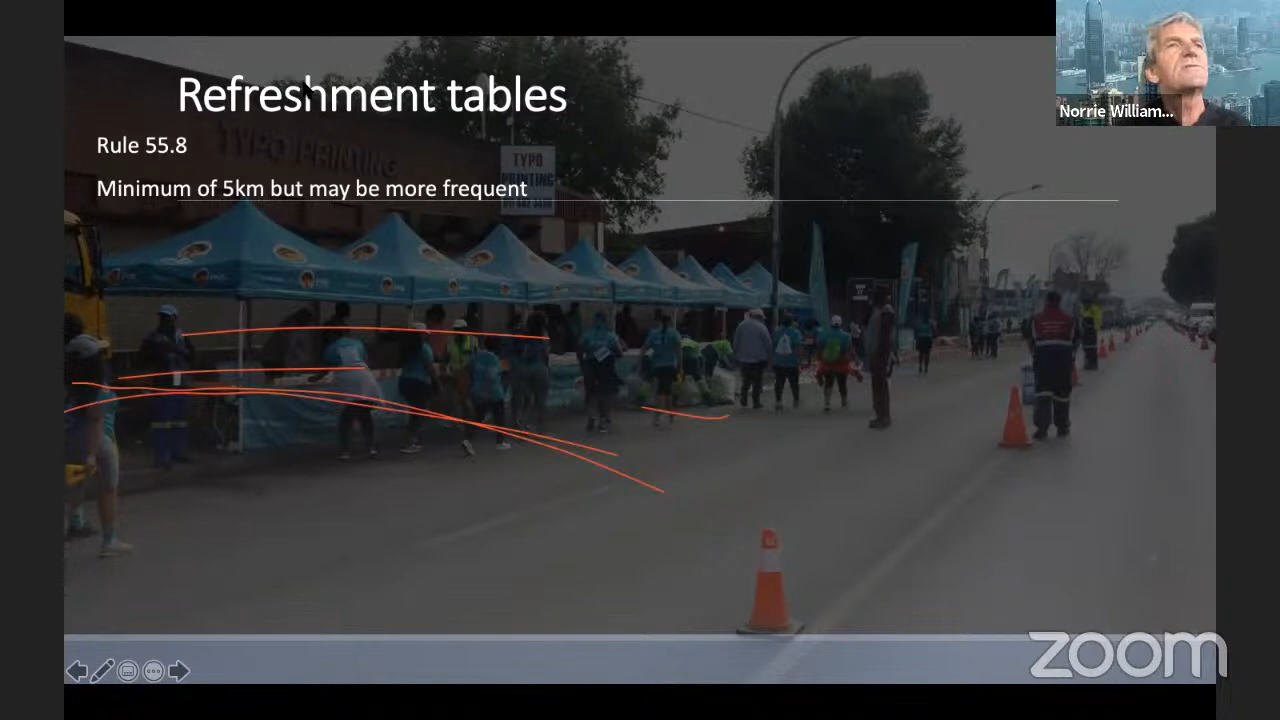 Refreshment tables
Rule 55.8
TYPO PRINTING
TYPO
PRINTING
Minimum of 5km but may be more frequent
Norrie William...
zoom